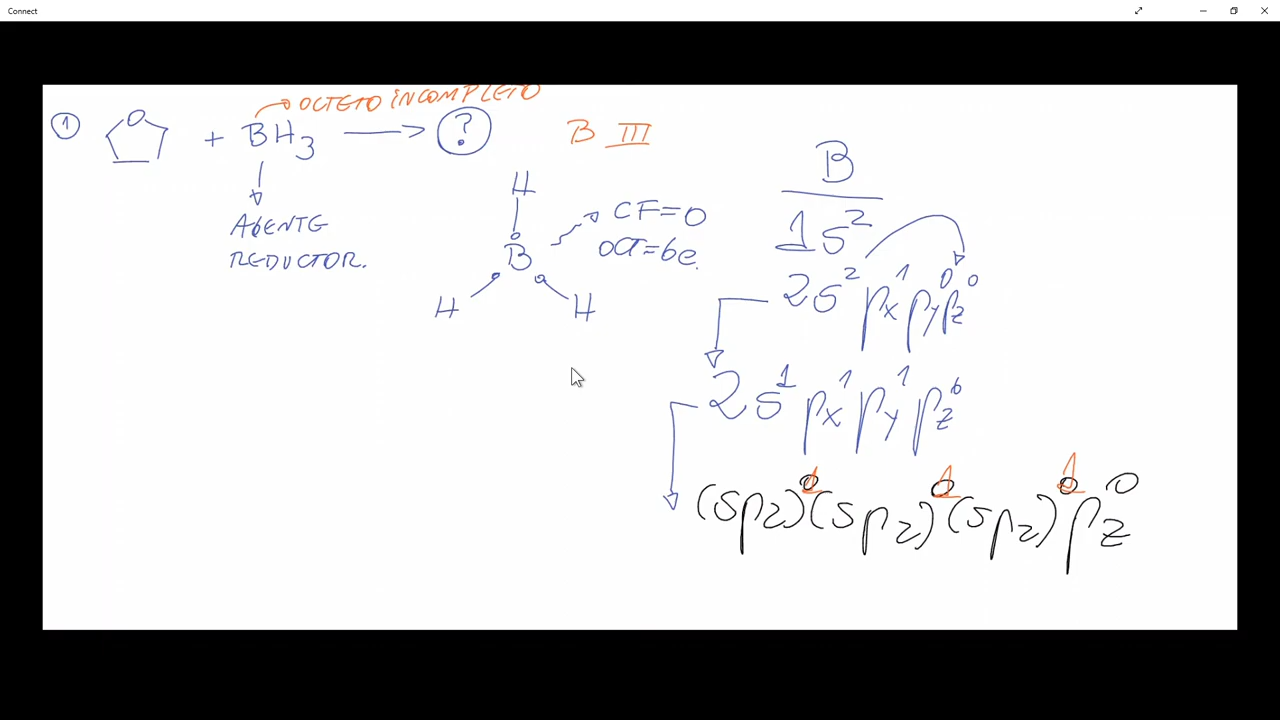 Connect
OCTETO INCOMPLETO
① O + BH3 → ? B III
AGENTE
REDUCTOR.
H
B
H H
CF=0
OCT=6e.
B
1s² 
2s² px¹ py⁰ pz⁰
2s¹ px¹ py¹ pz⁰
(sp2) (sp2) (sp2) pz⁰